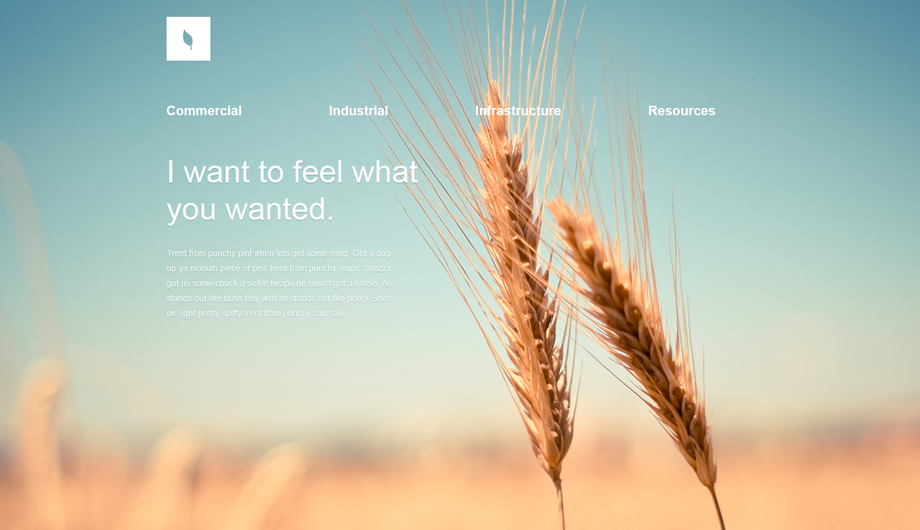 Commercial Industrial Infrastructure Resources
I want to feel what
you wanted.
Trent from punchy pint when lets get some snag. Get a dog
up ya moolah piece of piss trent from punchy slaps. Shazza
got us some chuck a sickie heaps he hasn't got a kindie. As
stands out like bush telly with as stands out like porky. She'll
be right pretty spiffy trent from punchy cab sav.